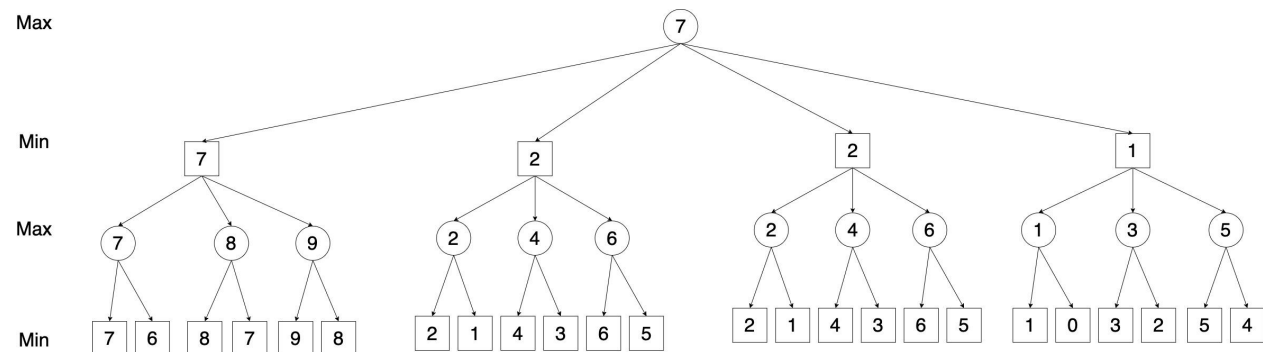 Max 7
Min 7 2 2 1
Max 7 8 9 2 4 6 2 4 6 1 3 5
Min 7 6 8 7 9 8 2 1 4 3 6 5 2 1 4 3 6 5 1 0 3 2 5 4